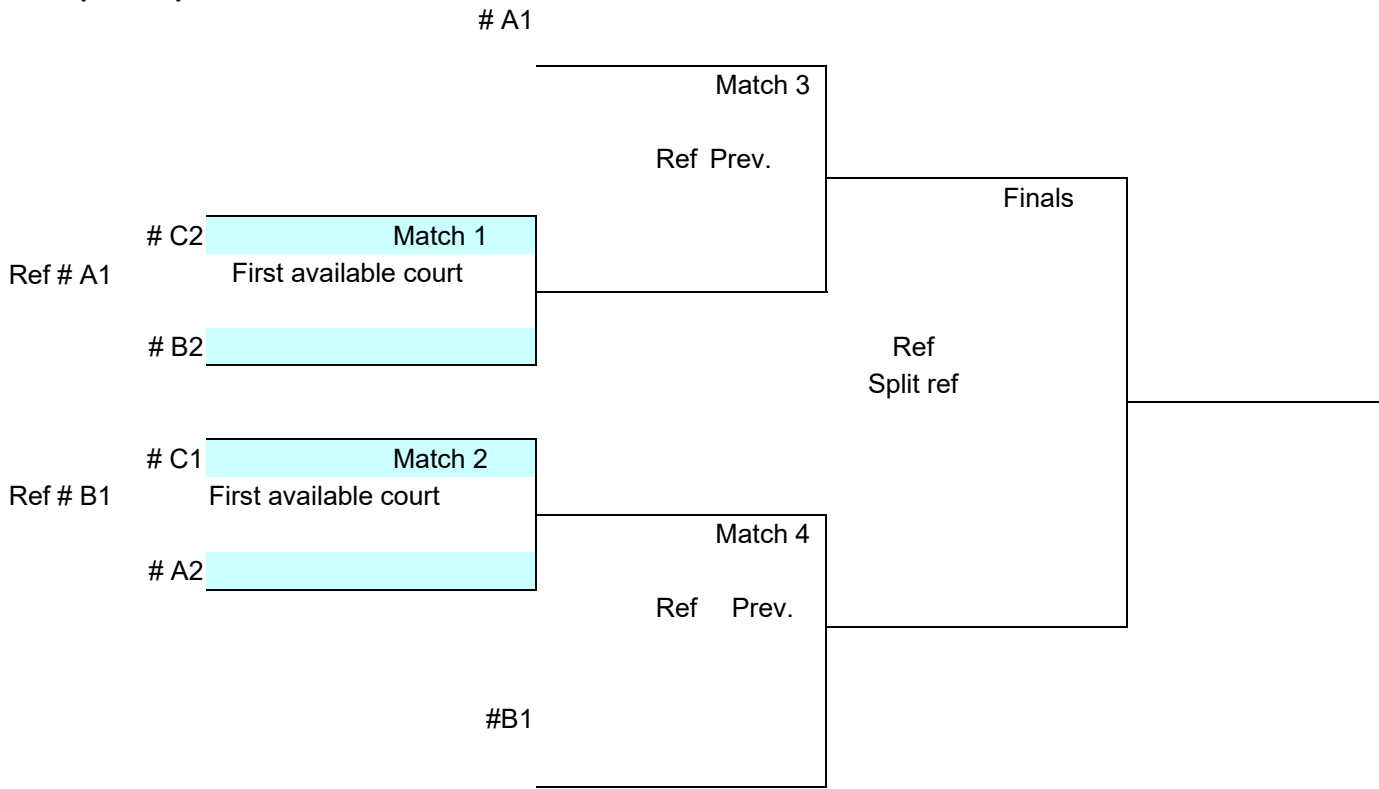 # A1
Match 3
Ref Prev.
Finals
# C2 Match 1
Ref # A1 First available court
# B2 Ref
Split ref
# C1 Match 2
Ref # B1 First available court
Match 4
# A2
Ref Prev.
#B1